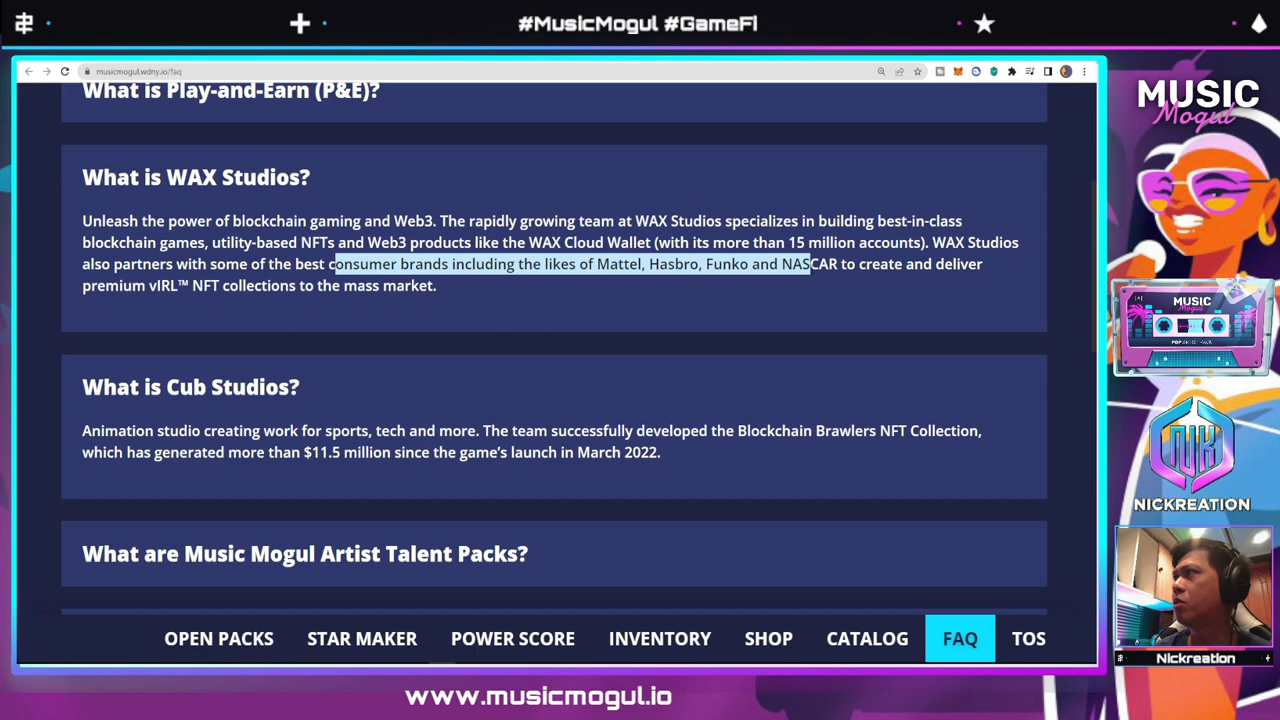 #MusicMogul #GameFi
musicmogul.wdny.io/faq
What is Play-and-Earn (P&E)?
What is WAX Studios?
Unleash the power of blockchain gaming and Web3. The rapidly growing team at WAX Studios specializes in building best-in-class
blockchain games, utility-based NFTs and Web3 products like the WAX Cloud Wallet (with its more than 15 million accounts). WAX Studios
also partners with some of the best consumer brands including the likes of Mattel, Hasbro, Funko and NASCAR to create and deliver
premium vIRL™ NFT collections to the mass market.
What is Cub Studios?
Animation studio creating work for sports, tech and more. The team successfully developed the Blockchain Brawlers NFT Collection,
which has generated more than $11.5 million since the game's launch in March 2022.
What are Music Mogul Artist Talent Packs?
OPEN PACKS STAR MAKER POWER SCORE INVENTORY SHOP CATALOG FAQ TOS
www.musicmogul.io
MUSIC
Mogul
MUSIC
Mogul
POP ARTIST PACK
NK
NICKREATION
Nickreation